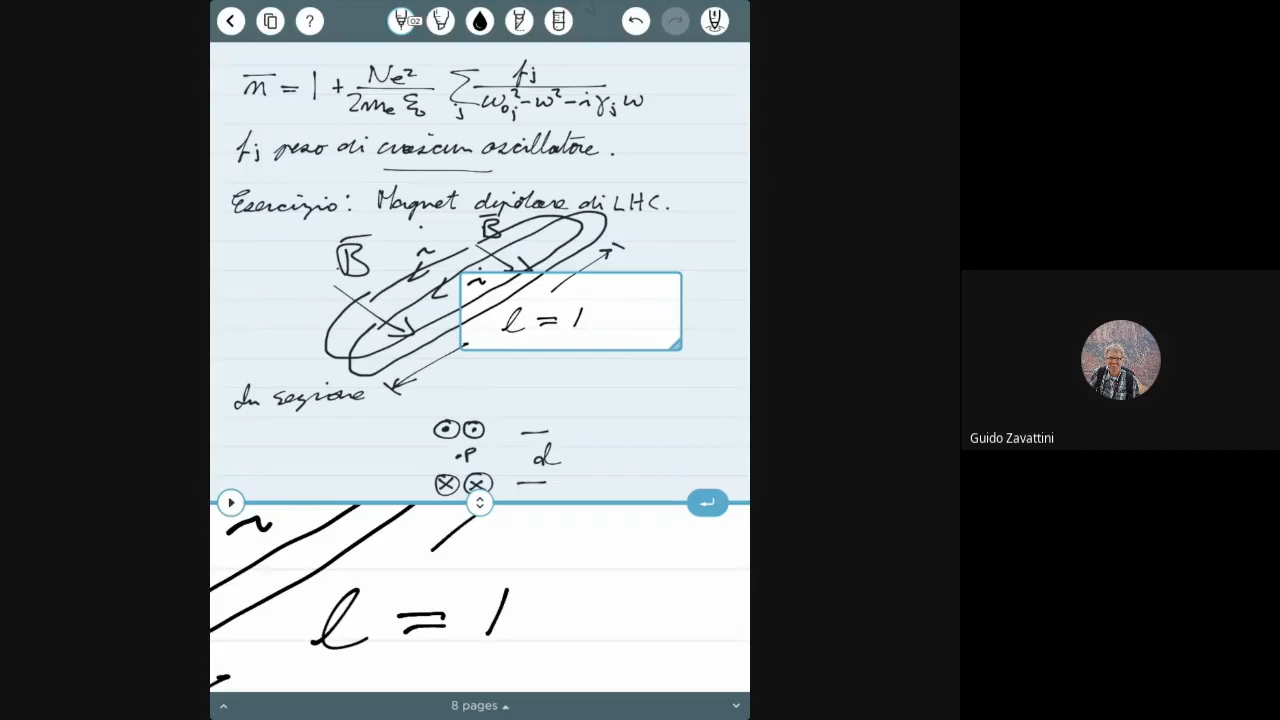 ?
02
n̅ = 1 + Ne²/2mₑε₀ Σⱼ fj/ω₀ⱼ² - ω² - iγⱼω
fj peso di ciascun oscillatore.
Esercizio: Magnet dipolare di LHC.
B̅ B̅
i
i
l = 1
In sezione
.P d
Guido Zavattini
l = 1
8 pages